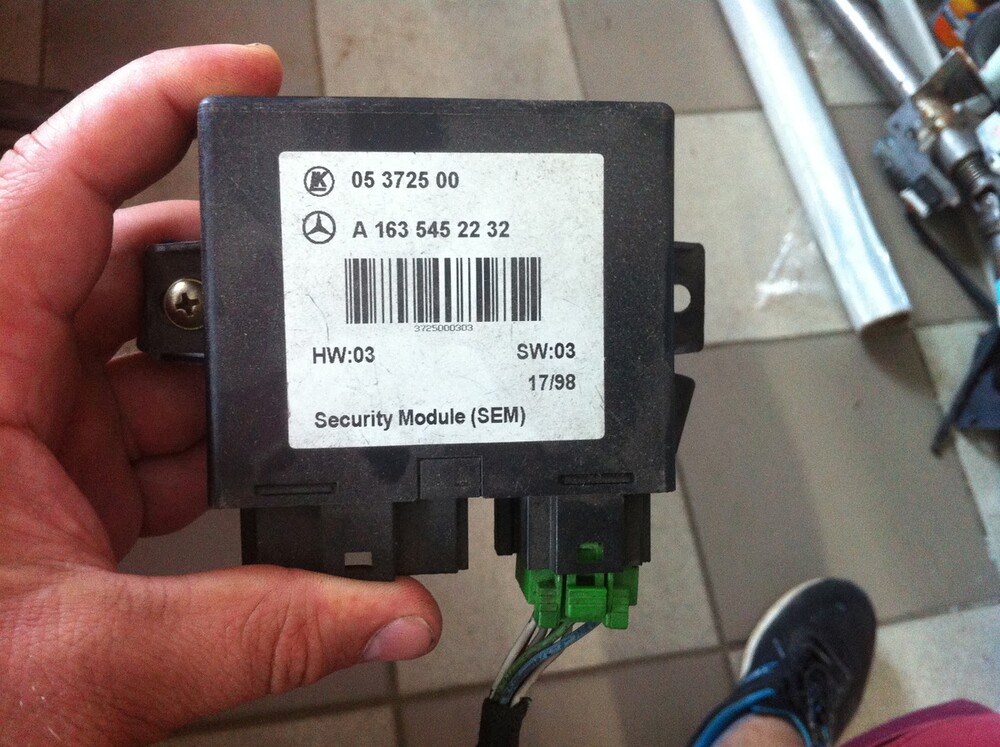 K 05 3725 00
A 163 545 22 32
3725000303
HW:03 SW:03
17/98
Security Module (SEM)